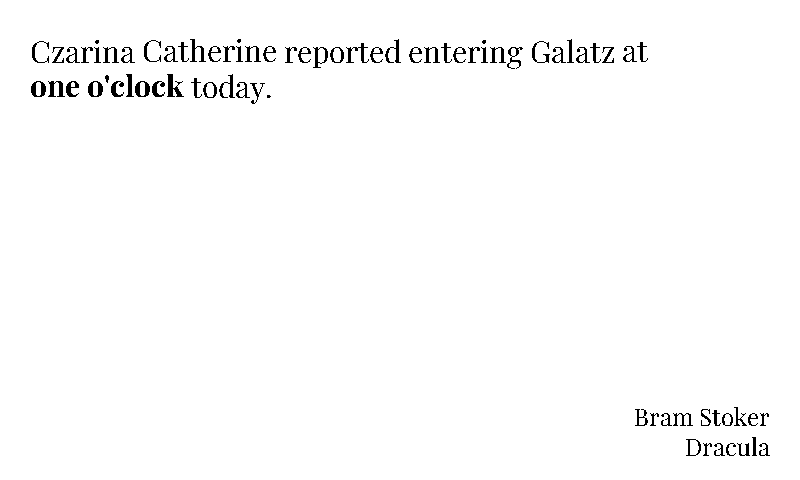 Czarina Catherine reported entering Galatz at
one o'clock today.
Bram Stoker
Dracula